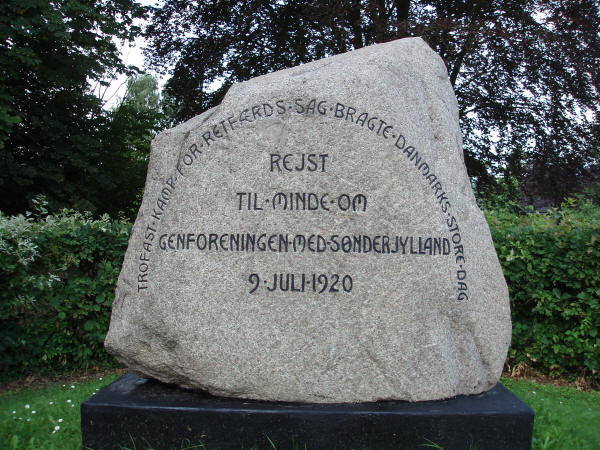 TROFAST·KAMP·FOR·RETFÆRDS·SAG·BRAGTE·DANMARKS·STORE·DAG
REJST
TIL·MINDE·OM
GENFORENINGEN·MED·SØNDERJYLLAND
9·JULI·1920